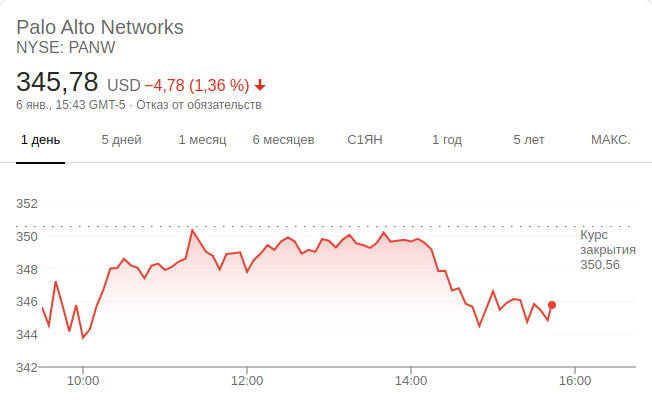 Palo Alto Networks
NYSE: PANW
345,78 USD −4,78 (1,36 %)
6 янв., 15:43 GMT-5 · Отказ от обязательств
1 день 5 дней 1 месяц 6 месяцев С1ЯН 1 год 5 лет МАКС.
352
350
Курс
закрытия
350,56
348
346
344
342
10:00 12:00 14:00 16:00